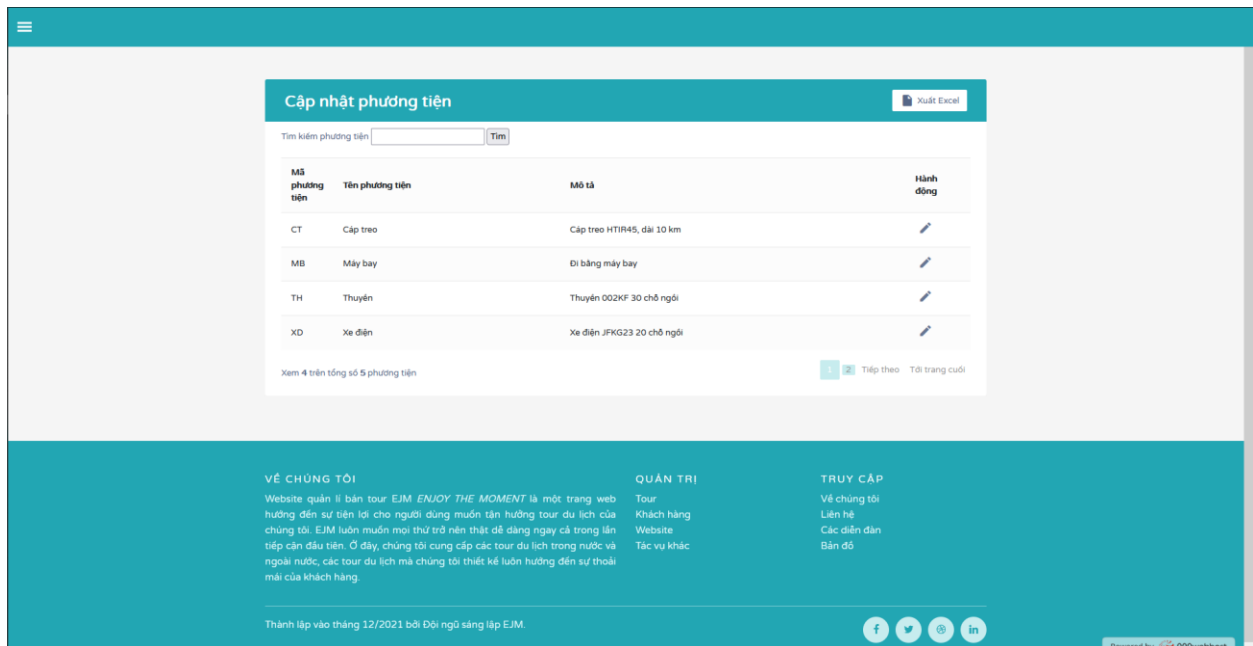 Cập nhật phương tiện
Xuất Excel
Tìm kiếm phương tiện
Tìm
Mã phương tiện Tên phương tiện Mô tả Hành động
CT Cáp treo Cáp treo HTIR45, dài 10 km
MB Máy bay Đi bằng máy bay
TH Thuyền Thuyền 002KF 30 chỗ ngồi
XD Xe điện Xe điện JFKG23 20 chỗ ngồi
Xem 4 trên tổng số 5 phương tiện
1 2 Tiếp theo Tới trang cuối
VỀ CHÚNG TÔI
Website quản lí bán tour EJM ENJOY THE MOMENT là một trang web
hướng đến sự tiện lợi cho người dùng muốn tận hưởng tour du lịch của
chúng tôi. EJM luôn muốn mọi thứ trở nên thật dễ dàng ngay cả trong lần
tiếp cận đầu tiên. Ở đây, chúng tôi cung cấp các tour du lịch trong nước và
ngoài nước, các tour du lịch mà chúng tôi thiết kế luôn hướng đến sự thoải
mái của khách hàng.
QUẢN TRỊ
Tour
Khách hàng
Website
Tác vụ khác
TRUY CẬP
Về chúng tôi
Liên hệ
Các diễn đàn
Bản đồ
Thành lập vào tháng 12/2021 bởi Đội ngũ sáng lập EJM.
Powered by 000webhost